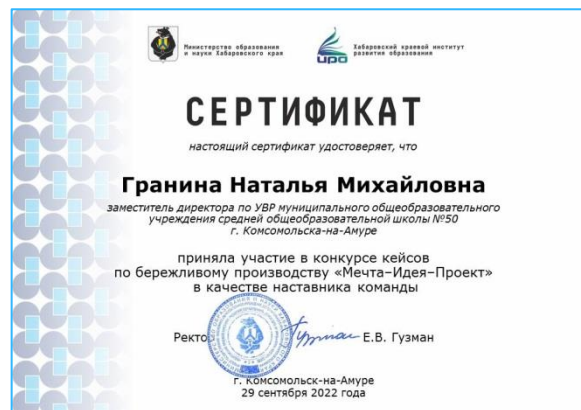 Министерство образования
и науки Хабаровского края
ИРО
Хабаровский краевой институт
развития образования
СЕРТИФИКАТ
настоящий сертификат удостоверяет, что
Гранина Наталья Михайловна
заместитель директора по УВР муниципального общеобразовательного
учреждения средней общеобразовательной школы №50
г. Комсомольска-на-Амуре
приняла участие в конкурсе кейсов
по бережливому производству «Мечта–Идея–Проект»
в качестве наставника команды
Ректор Е.В. Гузман
г. Комсомольск-на-Амуре
29 сентября 2022 года